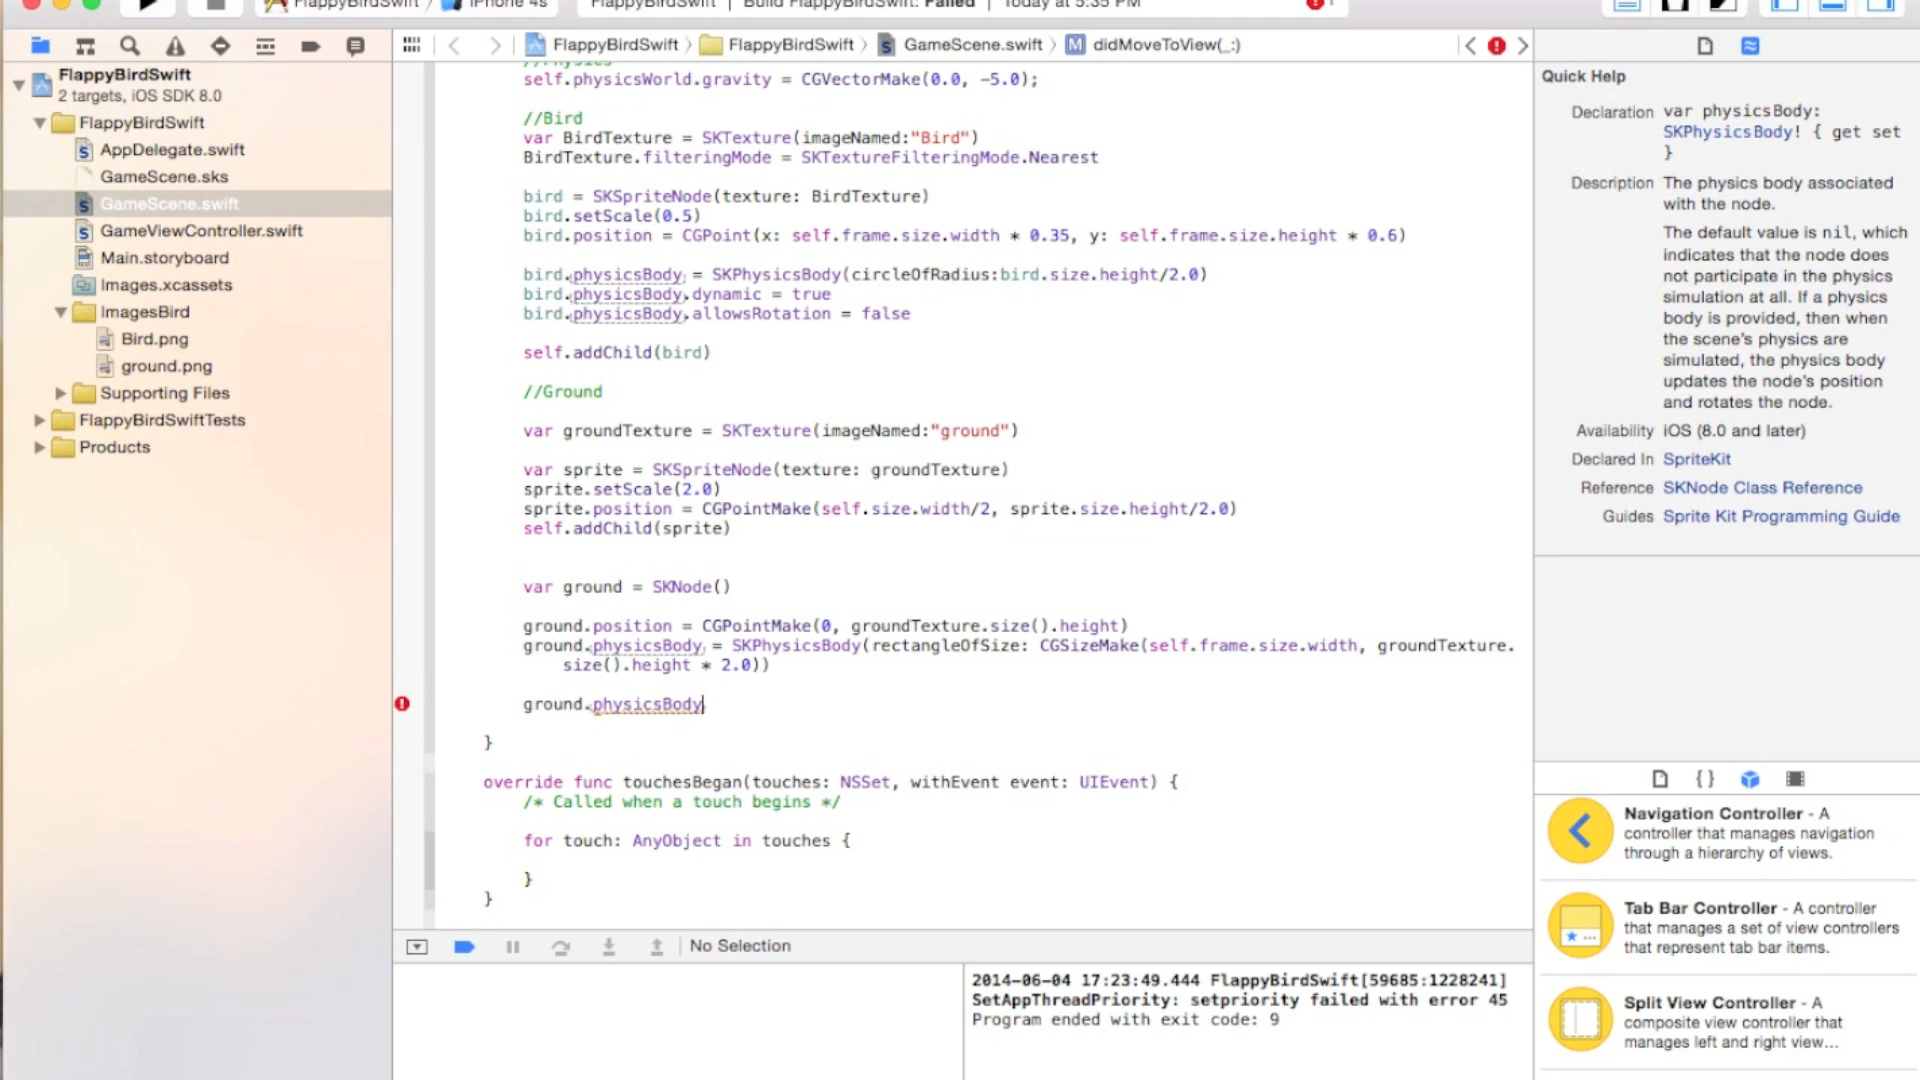 FlappyBirdSwift
iPhone 4s
FlappyBirdSwift | Build FlappyBirdSwift: Failed | Today at 5:35 PM
FlappyBirdSwift
FlappyBirdSwift
GameScene.swift
M didMoveToView(_:)
FlappyBirdSwift
2 targets, iOS SDK 8.0
FlappyBirdSwift
AppDelegate.swift
GameScene.sks
GameScene.swift
GameViewController.swift
Main.storyboard
Images.xcassets
ImagesBird
Bird.png
ground.png
Supporting Files
FlappyBirdSwiftTests
Products
//Physics
self.physicsWorld.gravity = CGVectorMake(0.0, -5.0);
//Bird
var BirdTexture = SKTexture(imageNamed:"Bird")
BirdTexture.filteringMode = SKTextureFilteringMode.Nearest
bird = SKSpriteNode(texture: BirdTexture)
bird.setScale(0.5)
bird.position = CGPoint(x: self.frame.size.width * 0.35, y: self.frame.size.height * 0.6)
bird.physicsBody = SKPhysicsBody(circleOfRadius:bird.size.height/2.0)
bird.physicsBody.dynamic = true
bird.physicsBody.allowsRotation = false
self.addChild(bird)
//Ground
var groundTexture = SKTexture(imageNamed:"ground")
var sprite = SKSpriteNode(texture: groundTexture)
sprite.setScale(2.0)
sprite.position = CGPointMake(self.size.width/2, sprite.size.height/2.0)
self.addChild(sprite)
var ground = SKNode()
ground.position = CGPointMake(0, groundTexture.size().height)
ground.physicsBody = SKPhysicsBody(rectangleOfSize: CGSizeMake(self.frame.size.width, groundTexture.
size().height * 2.0))
ground.physicsBody
}
override func touchesBegan(touches: NSSet, withEvent event: UIEvent) {
/* Called when a touch begins */
for touch: AnyObject in touches {
}
}
No Selection
2014-06-04 17:23:49.444 FlappyBirdSwift[59685:1228241]
SetAppThreadPriority: setpriority failed with error 45
Program ended with exit code: 9
Quick Help
Declaration var physicsBody:
SKPhysicsBody! { get set
}
Description The physics body associated
with the node.
The default value is nil, which
indicates that the node does
not participate in the physics
simulation at all. If a physics
body is provided, then when
the scene's physics are
simulated, the physics body
updates the node's position
and rotates the node.
Availability iOS (8.0 and later)
Declared In SpriteKit
Reference SKNode Class Reference
Guides Sprite Kit Programming Guide
{ }
Navigation Controller - A
controller that manages navigation
through a hierarchy of views.
Tab Bar Controller - A controller
that manages a set of view controllers
that represent tab bar items.
Split View Controller - A
composite view controller that
manages left and right view...